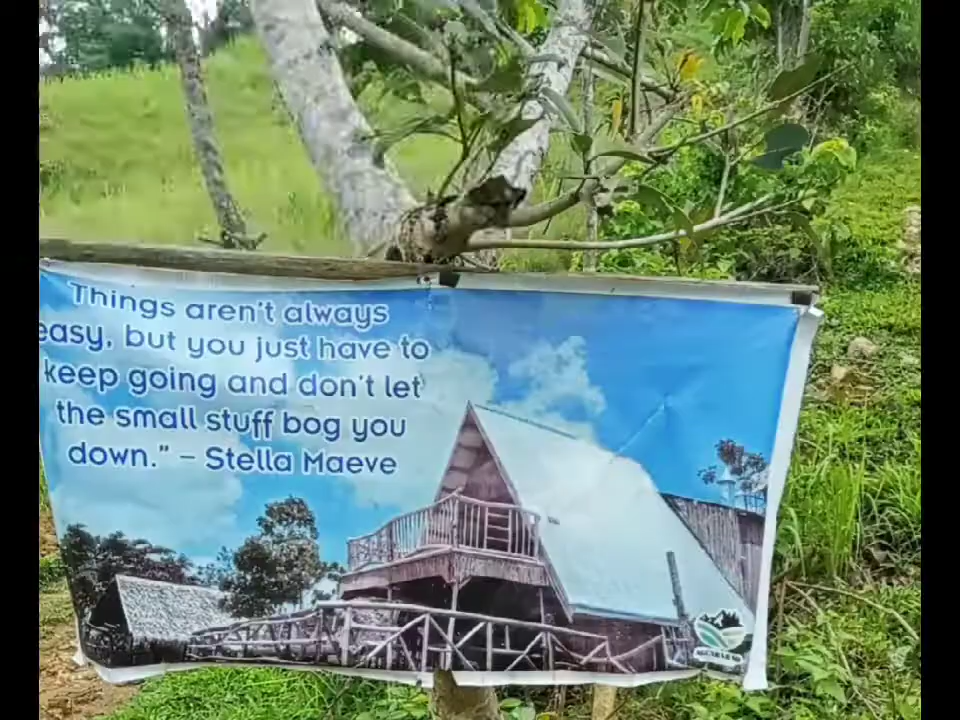 Things aren't always
easy, but you just have to
keep going and don't let
the small stuff bog you
down." – Stella Maeve